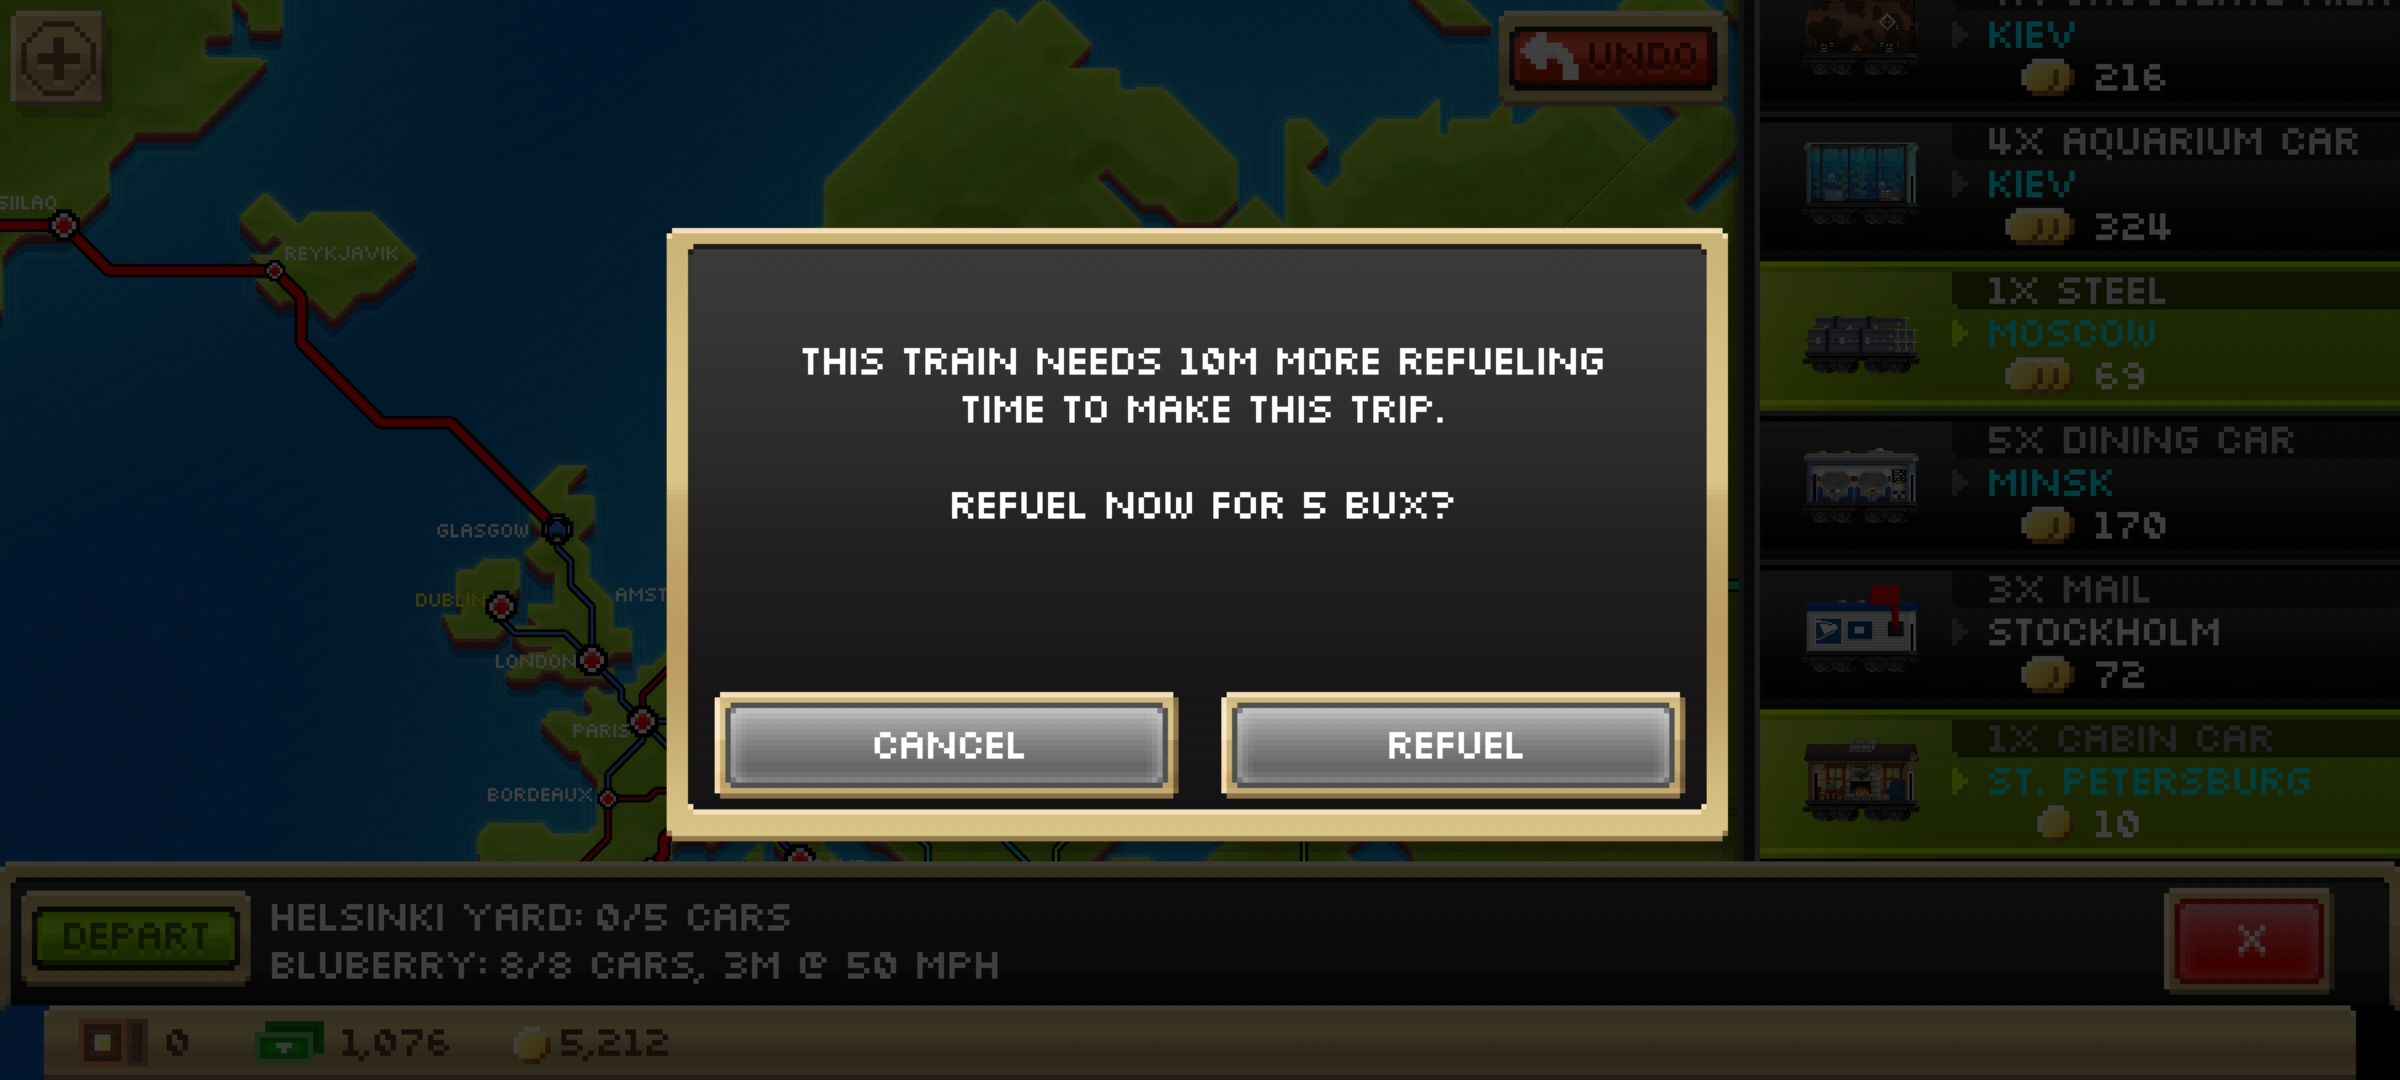 UNDO
KIEV
216
4X AQUARIUM CAR
KIEV
324
1X STEEL
MOSCOW
69
5X DINING CAR
MINSK
170
3X MAIL
STOCKHOLM
72
1X CABIN CAR
ST. PETERSBURG
10
SIILAQ
REYKJAVIK
GLASGOW
DUBLIN
AMST
LONDON
PARIS
BORDEAUX
THIS TRAIN NEEDS 10M MORE REFUELING
TIME TO MAKE THIS TRIP.
REFUEL NOW FOR 5 BUX?
CANCEL
REFUEL
DEPART
HELSINKI YARD: 0/5 CARS
BLUBERRY: 8/8 CARS, 3M @ 50 MPH
X
0
1,076
5,212